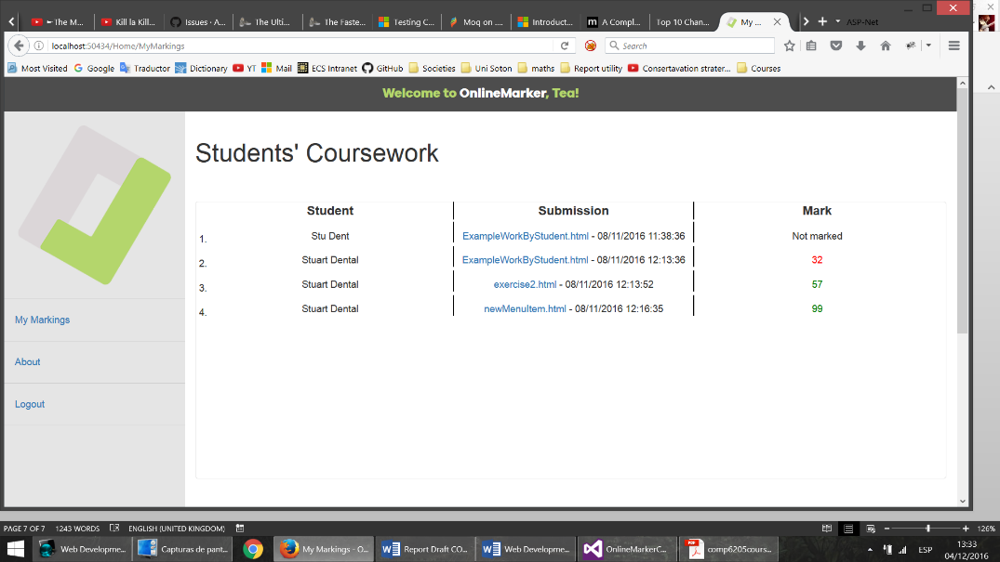 ► The M...
Kill la Kill...
Issues · A...
The Ulti...
The Faste...
Testing C...
Moq on ...
Introduct...
m A Compl...
Top 10 Chan...
My ...
ASP-Net
localhost:50434/Home/MyMarkings
Search
Most Visited
Google
Traductor
Dictionary
YT
Mail
ECS Intranet
GitHub
Societies
Uni Soton
maths
Report utility
Consertavation strater...
Courses
Welcome to OnlineMarker, Tea!
Students' Coursework
Student Submission Mark
1. Stu Dent ExampleWorkByStudent.html - 08/11/2016 11:38:36 Not marked
2. Stuart Dental ExampleWorkByStudent.html - 08/11/2016 12:13:36 32
3. Stuart Dental exercise2.html - 08/11/2016 12:13:52 57
4. Stuart Dental newMenuItem.html - 08/11/2016 12:16:35 99
My Markings
About
Logout
PAGE 7 OF 7 1243 WORDS ENGLISH (UNITED KINGDOM) 126%
Web Developme...
Capturas de pant...
My Markings - O...
Report Draft CO...
Web Developme...
OnlineMarkerC...
PDF comp6205cours...
ESP
13:33
04/12/2016